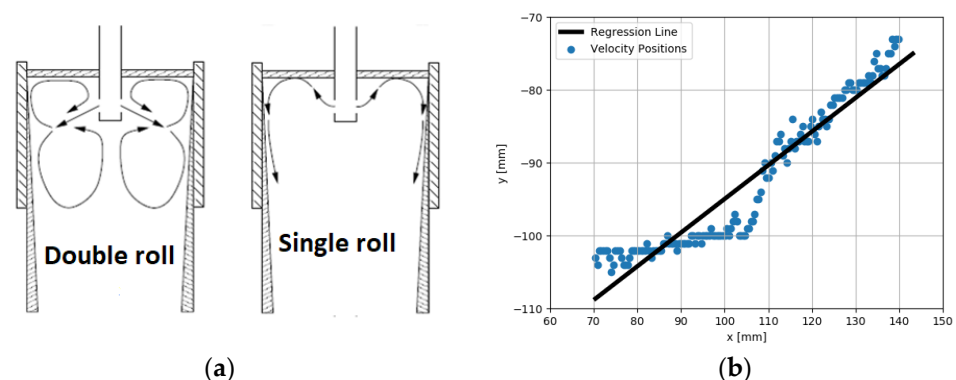 Double roll
Single roll
(a)
Regression Line
Velocity Positions
−70
−80
−90
−100
−110
y [mm]
60 70 80 90 100 110 120 130 140 150
x [mm]
(b)